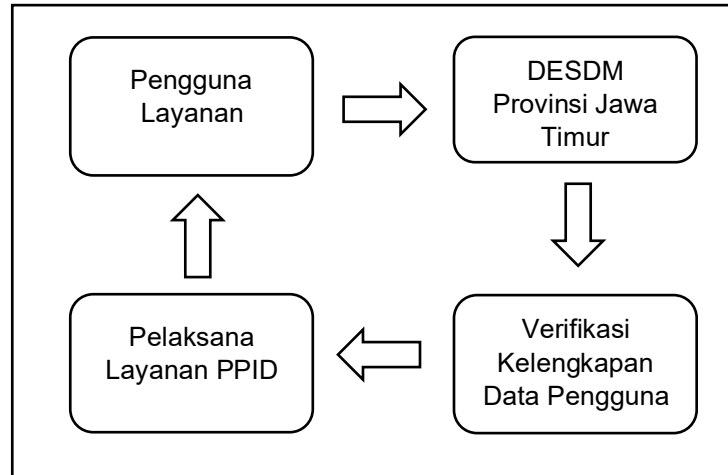 Pengguna
Layanan
DESDM
Provinsi Jawa
Timur
Verifikasi
Kelengkapan
Data Pengguna
Pelaksana
Layanan PPID